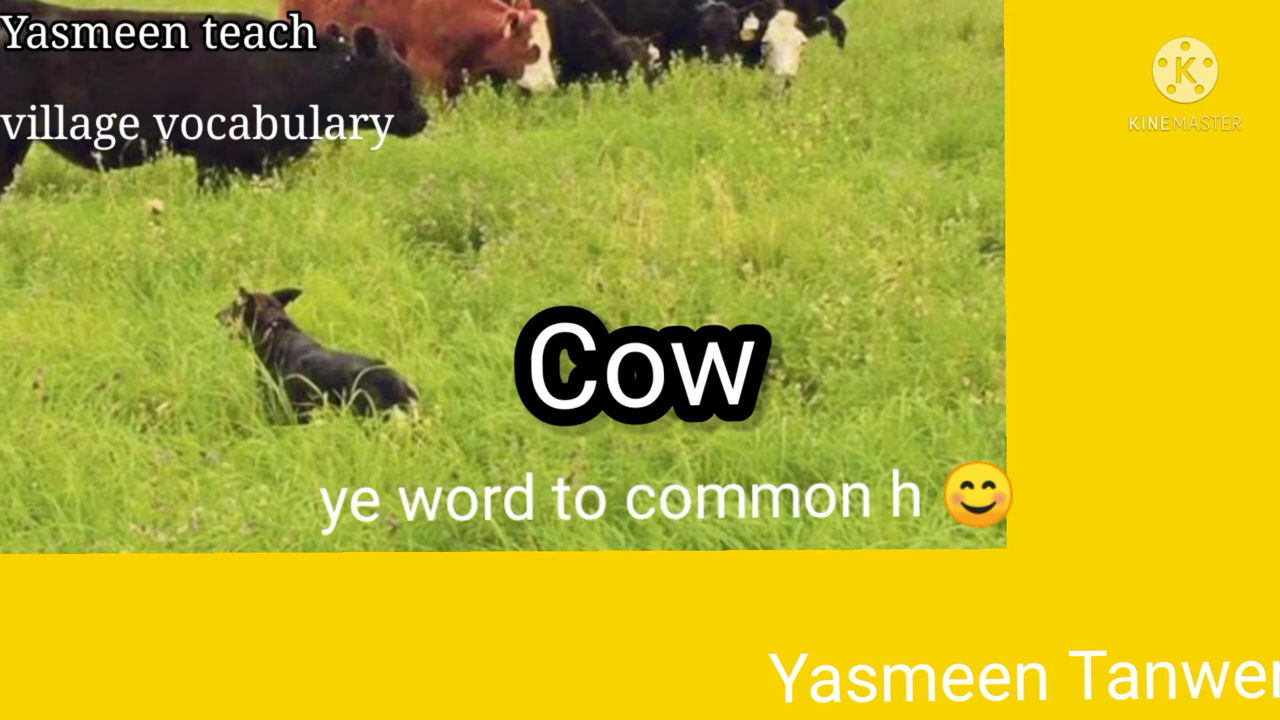 Yasmeen teach
village vocabulary
KINEMASTER
Cow
ye word to common h 😊
Yasmeen Tanwer